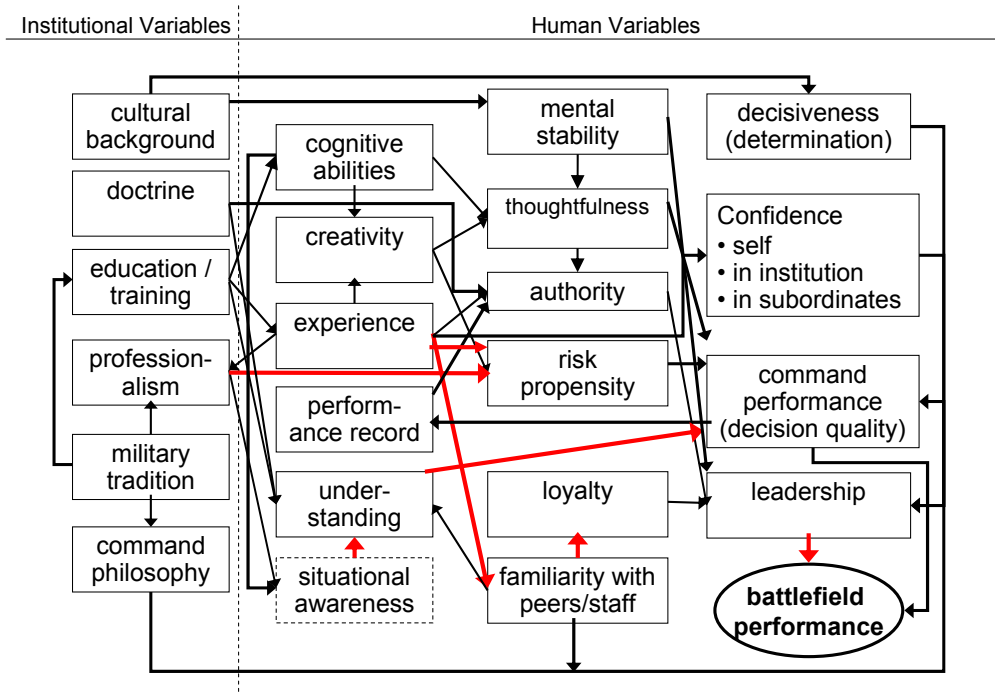 Institutional Variables
Human Variables
cultural
background
doctrine
education /
training
profession-
alism
military
tradition
command
philosophy
cognitive
abilities
creativity
experience
perform-
ance record
under-
standing
situational
awareness
mental
stability
thoughtfulness
authority
risk
propensity
loyalty
familiarity with
peers/staff
decisiveness
(determination)
Confidence
• self
• in institution
• in subordinates
command
performance
(decision quality)
leadership
battlefield
performance